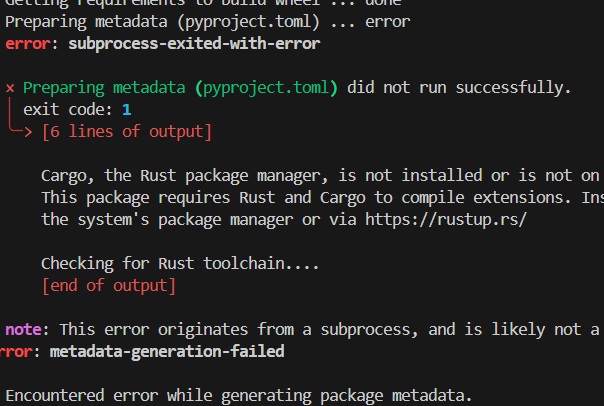 Getting requirements to build wheel ... done
Preparing metadata (pyproject.toml) ... error
error: subprocess-exited-with-error
× Preparing metadata (pyproject.toml) did not run successfully.
│ exit code: 1
╰─> [6 lines of output]
Cargo, the Rust package manager, is not installed or is not on
This package requires Rust and Cargo to compile extensions. Ins
the system's package manager or via https://rustup.rs/
Checking for Rust toolchain....
[end of output]
note: This error originates from a subprocess, and is likely not a
rror: metadata-generation-failed
Encountered error while generating package metadata.